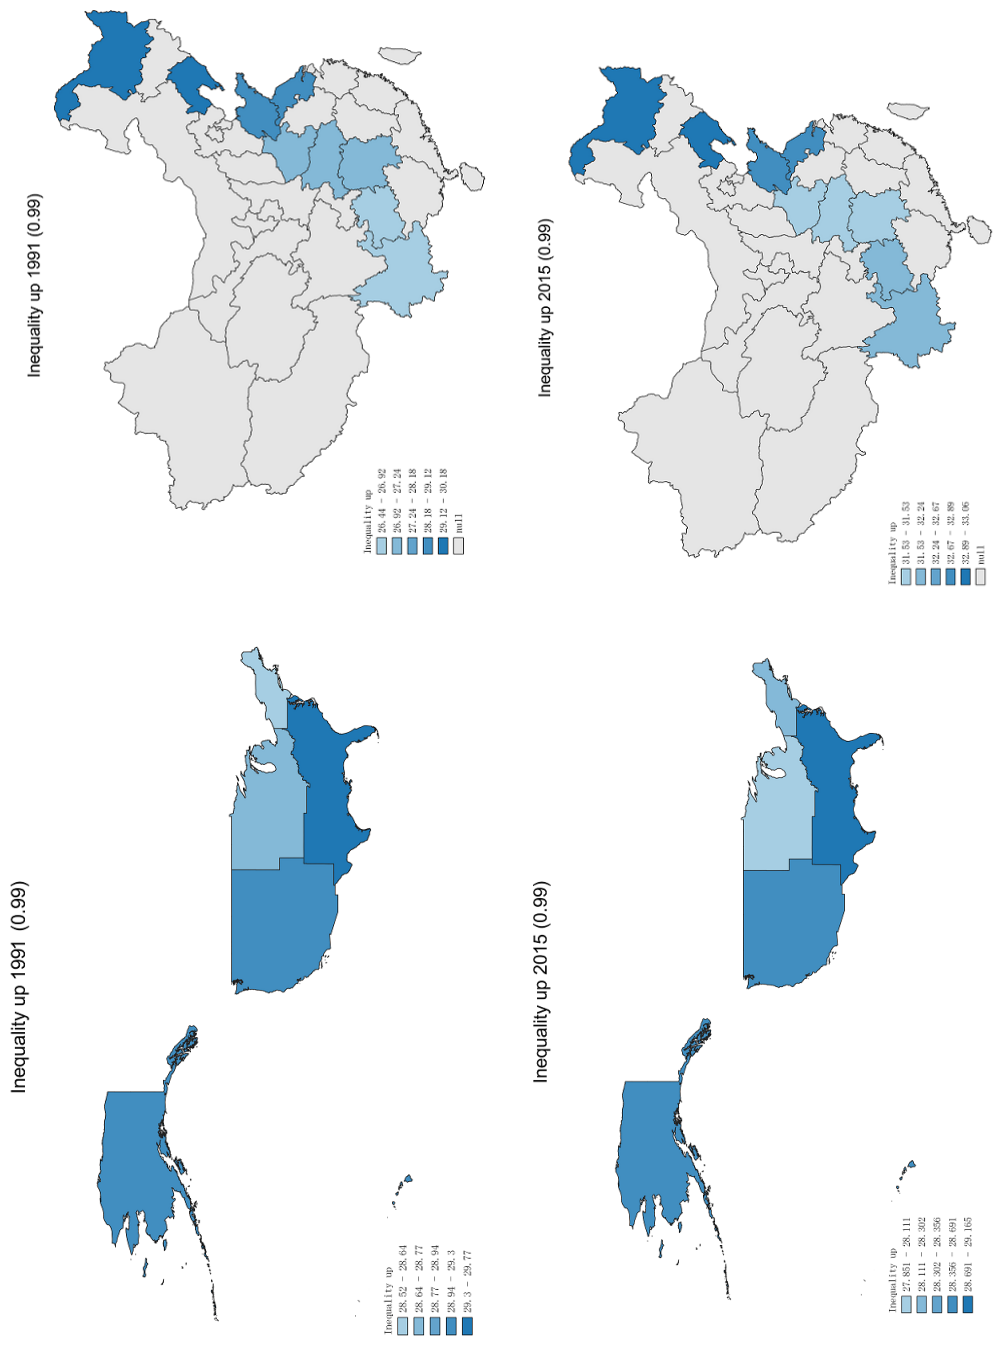 Inequality up 1991 (0.99)
Inequality up
26.44 - 26.92
26.92 - 27.24
27.24 - 28.18
28.18 - 29.12
29.12 - 30.18
null
Inequality up 2015 (0.99)
Inequality up
31.53 - 31.53
31.53 - 32.24
32.24 - 32.67
32.67 - 32.89
32.89 - 33.06
null
Inequality up 1991 (0.99)
Inequality up
28.52 - 28.64
28.64 - 28.77
28.77 - 28.94
28.94 - 29.3
29.3 - 29.77
Inequality up 2015 (0.99)
Inequality up
27.851 - 28.111
28.111 - 28.302
28.302 - 28.356
28.356 - 28.691
28.691 - 29.165